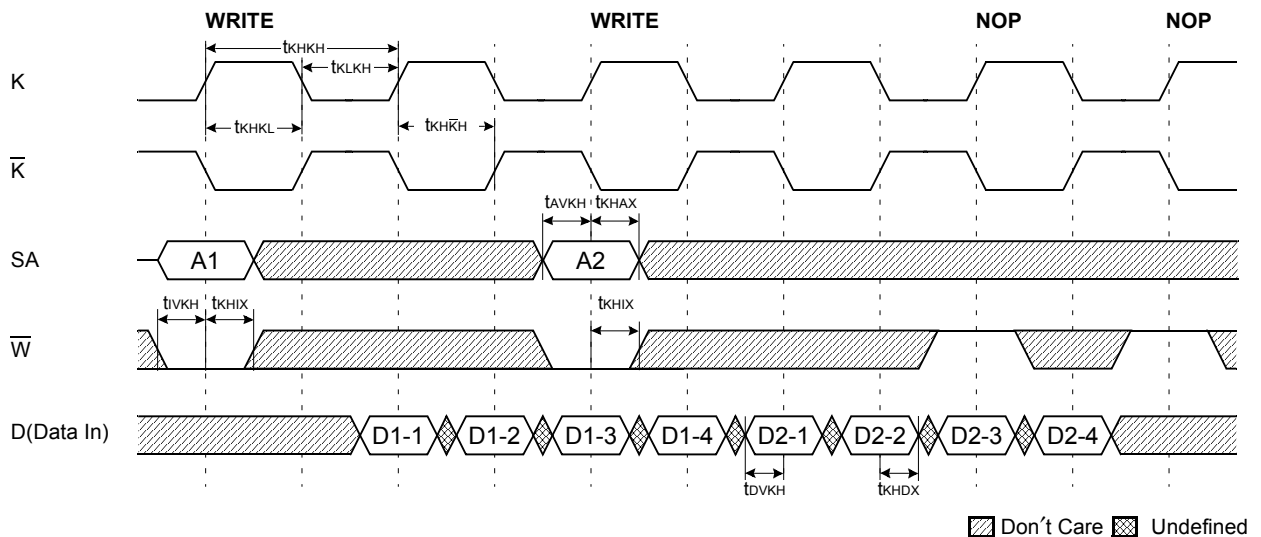 WRITE WRITE NOP NOP
tKHKH
tKLKH
K
tKHKL tKHK̅H
K̅
tAVKH tKHAX
SA A1 A2
tIVKH tKHIX tKHIX
W̅
D(Data In) D1-1 D1-2 D1-3 D1-4 D2-1 D2-2 D2-3 D2-4
tDVKH tKHDX
Don′t Care Undefined